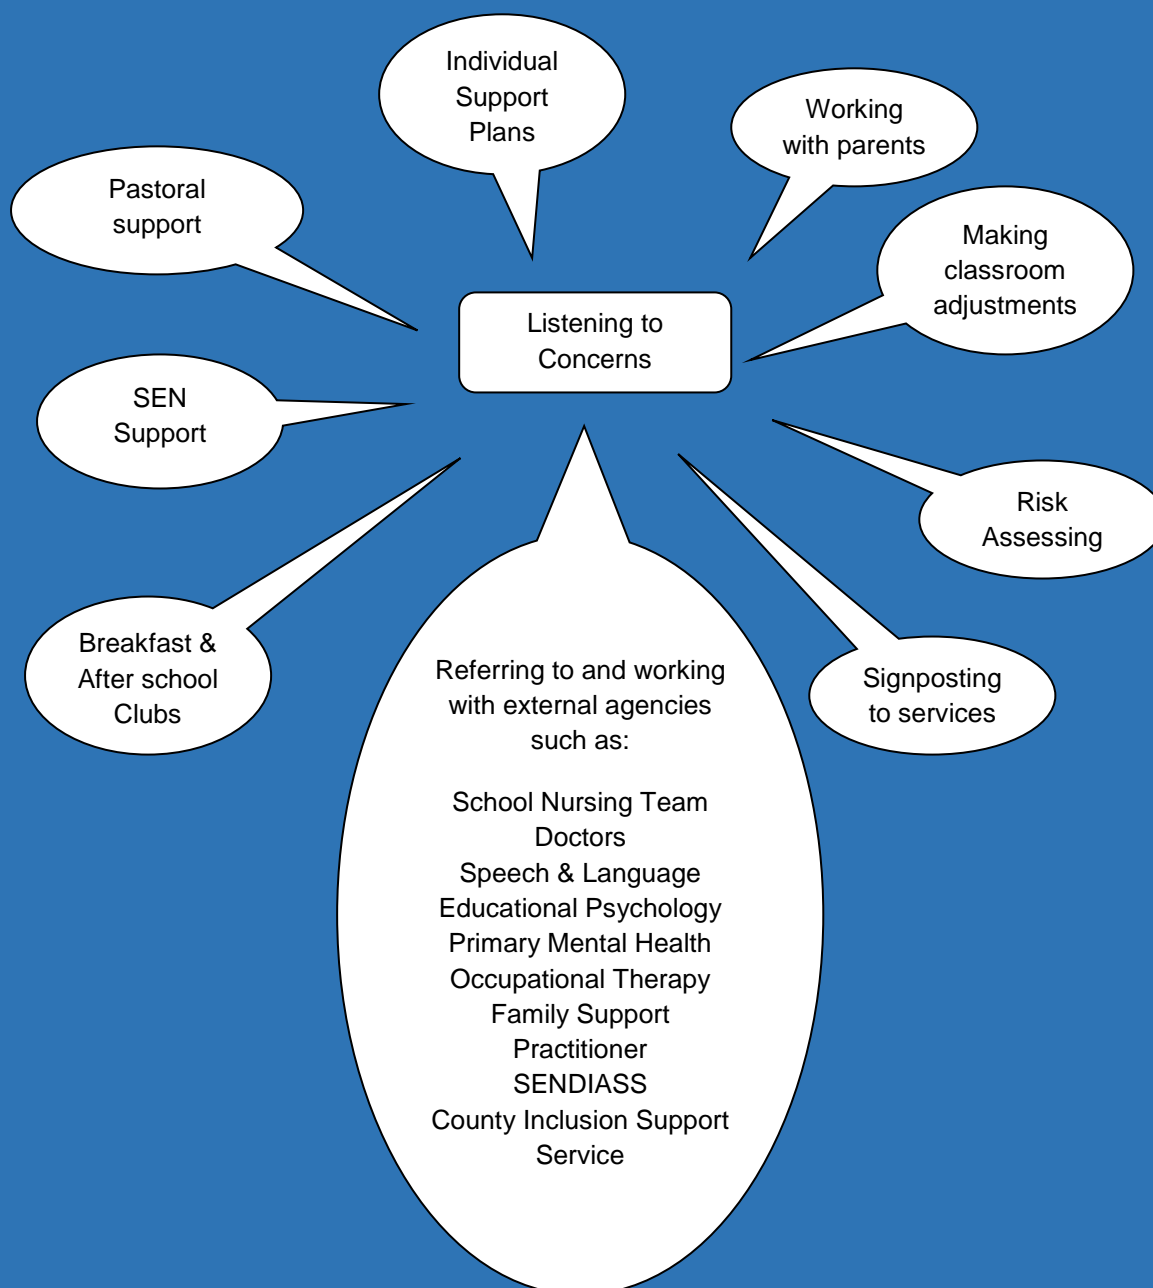 Individual
Support
Plans
Working
with parents
Pastoral
support
Making
classroom
adjustments
Listening to
Concerns
SEN
Support
Risk
Assessing
Breakfast &
After school
Clubs
Referring to and working
with external agencies
such as:
School Nursing Team
Doctors
Speech & Language
Educational Psychology
Primary Mental Health
Occupational Therapy
Family Support
Practitioner
SENDIASS
County Inclusion Support
Service
Signposting
to services